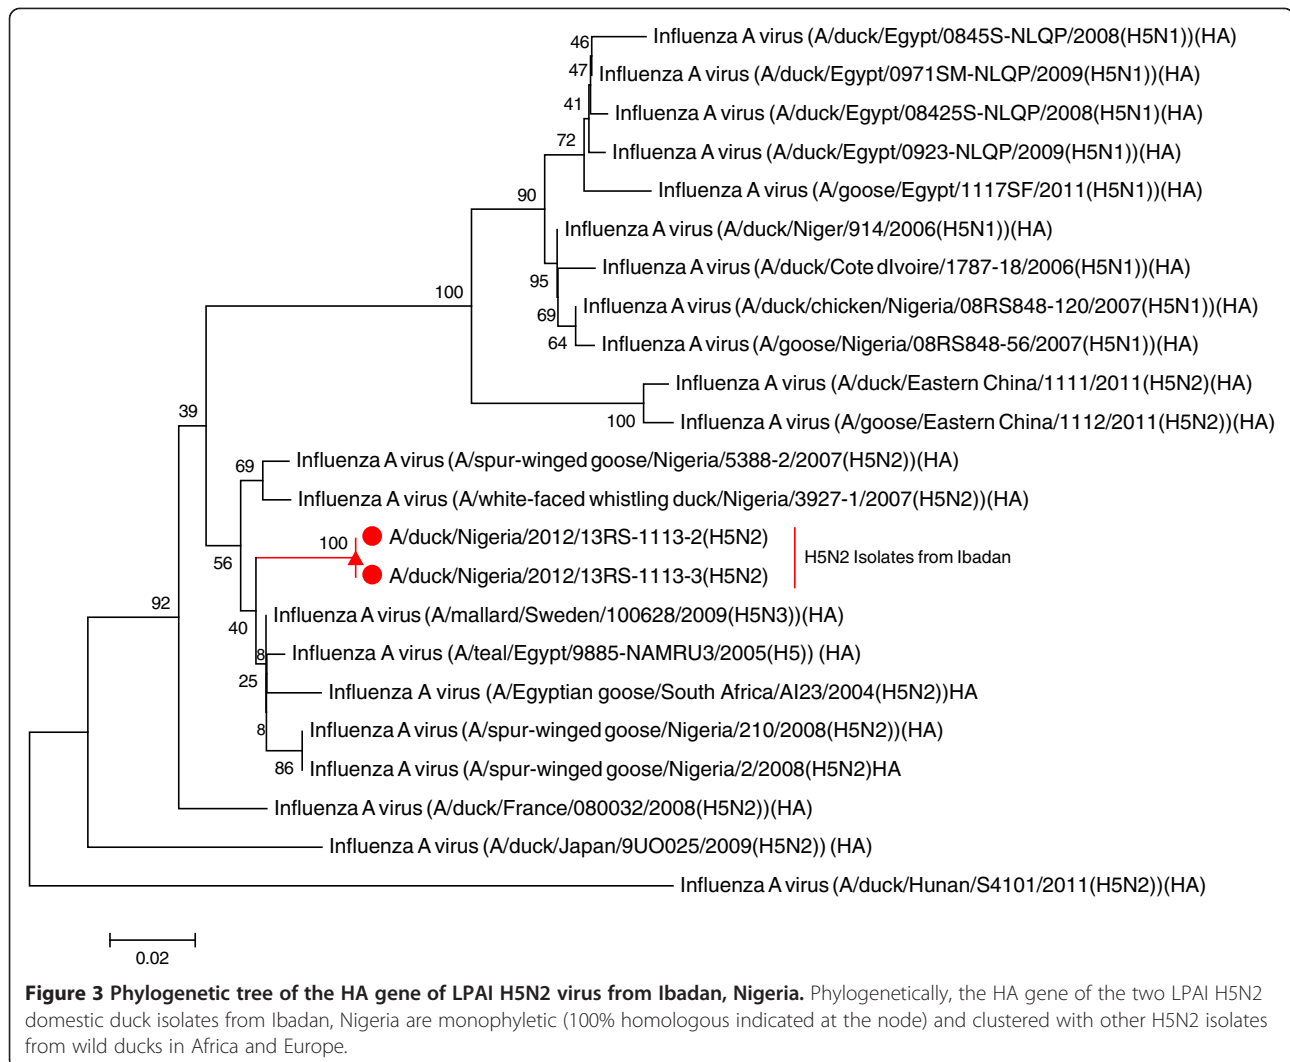 46
Influenza A virus (A/duck/Egypt/0845S-NLQP/2008(H5N1))(HA)
47
Influenza A virus (A/duck/Egypt/0971SM-NLQP/2009(H5N1))(HA)
41
Influenza A virus (A/duck/Egypt/08425S-NLQP/2008(H5N1)(HA)
72
Influenza A virus (A/duck/Egypt/0923-NLQP/2009(H5N1))(HA)
90
Influenza A virus (A/goose/Egypt/1117SF/2011(H5N1))(HA)
Influenza A virus (A/duck/Niger/914/2006(H5N1))(HA)
95
Influenza A virus (A/duck/Cote dIvoire/1787-18/2006(H5N1))(HA)
100
69
Influenza A virus (A/duck/chicken/Nigeria/08RS848-120/2007(H5N1))(HA)
64
Influenza A virus (A/goose/Nigeria/08RS848-56/2007(H5N1))(HA)
Influenza A virus (A/duck/Eastern China/1111/2011(H5N2)(HA)
39
100
Influenza A virus (A/goose/Eastern China/1112/2011(H5N2))(HA)
69
Influenza A virus (A/spur-winged goose/Nigeria/5388-2/2007(H5N2))(HA)
Influenza A virus (A/white-faced whistling duck/Nigeria/3927-1/2007(H5N2))(HA)
100
A/duck/Nigeria/2012/13RS-1113-2(H5N2)
H5N2 Isolates from Ibadan
56
A/duck/Nigeria/2012/13RS-1113-3(H5N2)
92
40
Influenza A virus (A/mallard/Sweden/100628/2009(H5N3))(HA)
8
Influenza A virus (A/teal/Egypt/9885-NAMRU3/2005(H5)) (HA)
25
Influenza A virus (A/Egyptian goose/South Africa/AI23/2004(H5N2))HA
8
Influenza A virus (A/spur-winged goose/Nigeria/210/2008(H5N2))(HA)
86
Influenza A virus (A/spur-winged goose/Nigeria/2/2008(H5N2)HA
Influenza A virus (A/duck/France/080032/2008(H5N2))(HA)
Influenza A virus (A/duck/Japan/9UO025/2009(H5N2)) (HA)
Influenza A virus (A/duck/Hunan/S4101/2011(H5N2))(HA)
0.02
Figure 3 Phylogenetic tree of the HA gene of LPAI H5N2 virus from Ibadan, Nigeria. Phylogenetically, the HA gene of the two LPAI H5N2
domestic duck isolates from Ibadan, Nigeria are monophyletic (100% homologous indicated at the node) and clustered with other H5N2 isolates
from wild ducks in Africa and Europe.